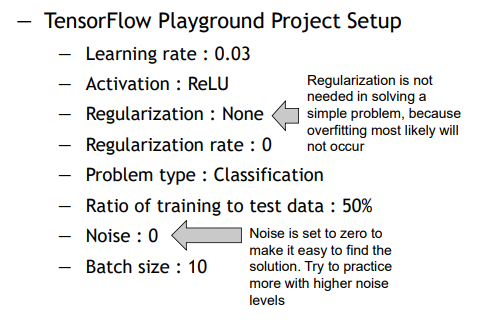 – TensorFlow Playground Project Setup
– Learning rate : 0.03
– Activation : ReLU
– Regularization : None
Regularization is not
needed in solving a
simple problem, because
overfitting most likely will
not occur
– Regularization rate : 0
– Problem type : Classification
– Ratio of training to test data : 50%
– Noise : 0
Noise is set to zero to
make it easy to find the
solution. Try to practice
more with higher noise
levels
– Batch size : 10